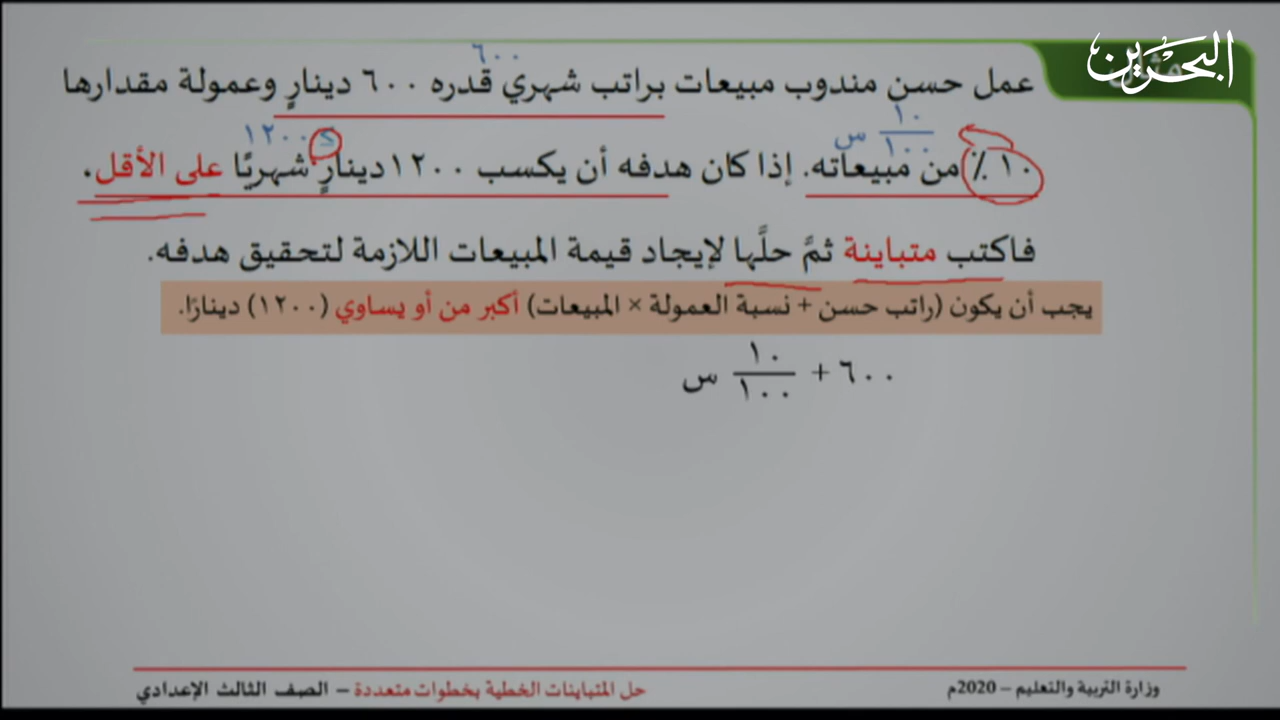 البحرين
مثال
٦٠٠
عمل حسن مندوب مبيعات براتب شهري قدره ٦٠٠ دينارٍ وعمولة مقدارها
١٠/١٠٠ س ≥ ١٢٠٠
١٠٪ من مبيعاته. إذا كان هدفه أن يكسب ١٢٠٠ دينارٍ شهريًا على الأقل،
فاكتب متباينة ثمَّ حلَّها لإيجاد قيمة المبيعات اللازمة لتحقيق هدفه.
يجب أن يكون (راتب حسن + نسبة العمولة × المبيعات) أكبر من أو يساوي (١٢٠٠) دينارًا.
٦٠٠ + ١٠/١٠٠ س
وزارة التربية والتعليم – 2020م
حل المتباينات الخطية بخطوات متعددة – الصف الثالث الإعدادي